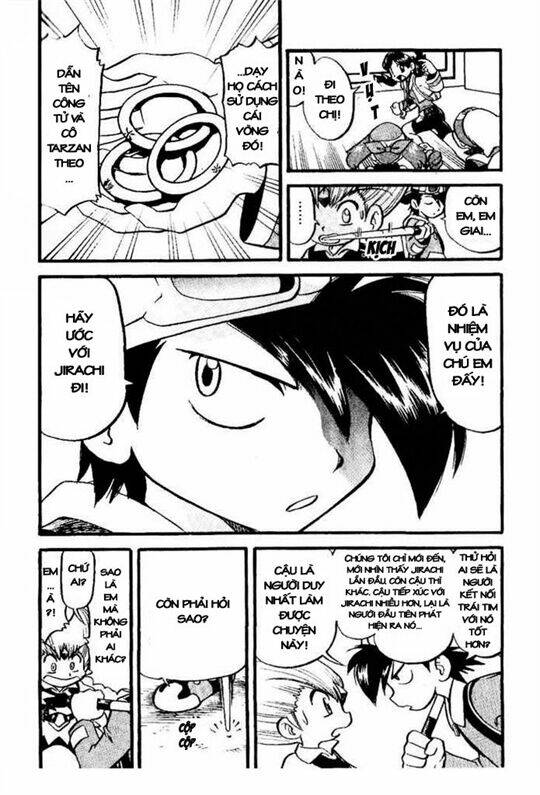 VỤT
ĐI
THEO
CHỊ!
N
À
O!
CÒN
EM, EM
GIAI...
KỊCH
........
...DẠY
HỌ CÁCH
SỬ DỤNG
CÁI
VÒNG
ĐÓ!
DẪN
TÊN
CÔNG
TỬ VÀ
CÔ
TARZAN
THEO
...
ĐÓ LÀ
NHIỆM
VỤ CỦA
CHÚ EM
ĐẤY!
HÃY
ƯỚC
VỚI
JIRACHI
ĐI!
THỬ HỎI
AI SẼ LÀ
NGƯỜI
KẾT NỐI
TRÁI TIM
VỚI NÓ
TỐT
HƠN?
CHÚNG TÔI CHỈ MỚI ĐẾN,
MỚI NHÌN THẤY JIRACHI
LẦN ĐẦU. CÒN CẬU THÌ
KHÁC. CẬU TIẾP XÚC VỚI
JIRACHI NHIỀU HƠN, LẠI LÀ
NGƯỜI ĐẦU TIÊN PHÁT
HIỆN RA NÓ...
CẬU LÀ
NGƯỜI DUY
NHẤT LÀM
ĐƯỢC
CHUYỆN
NÀY!
CÒN PHẢI HỎI
SAO?
CỘP
CỘP
SAO
LÀ EM
MÀ
KHÔNG
PHẢI AI
KHÁC?
CHỨ
AI?
EM...
À?!